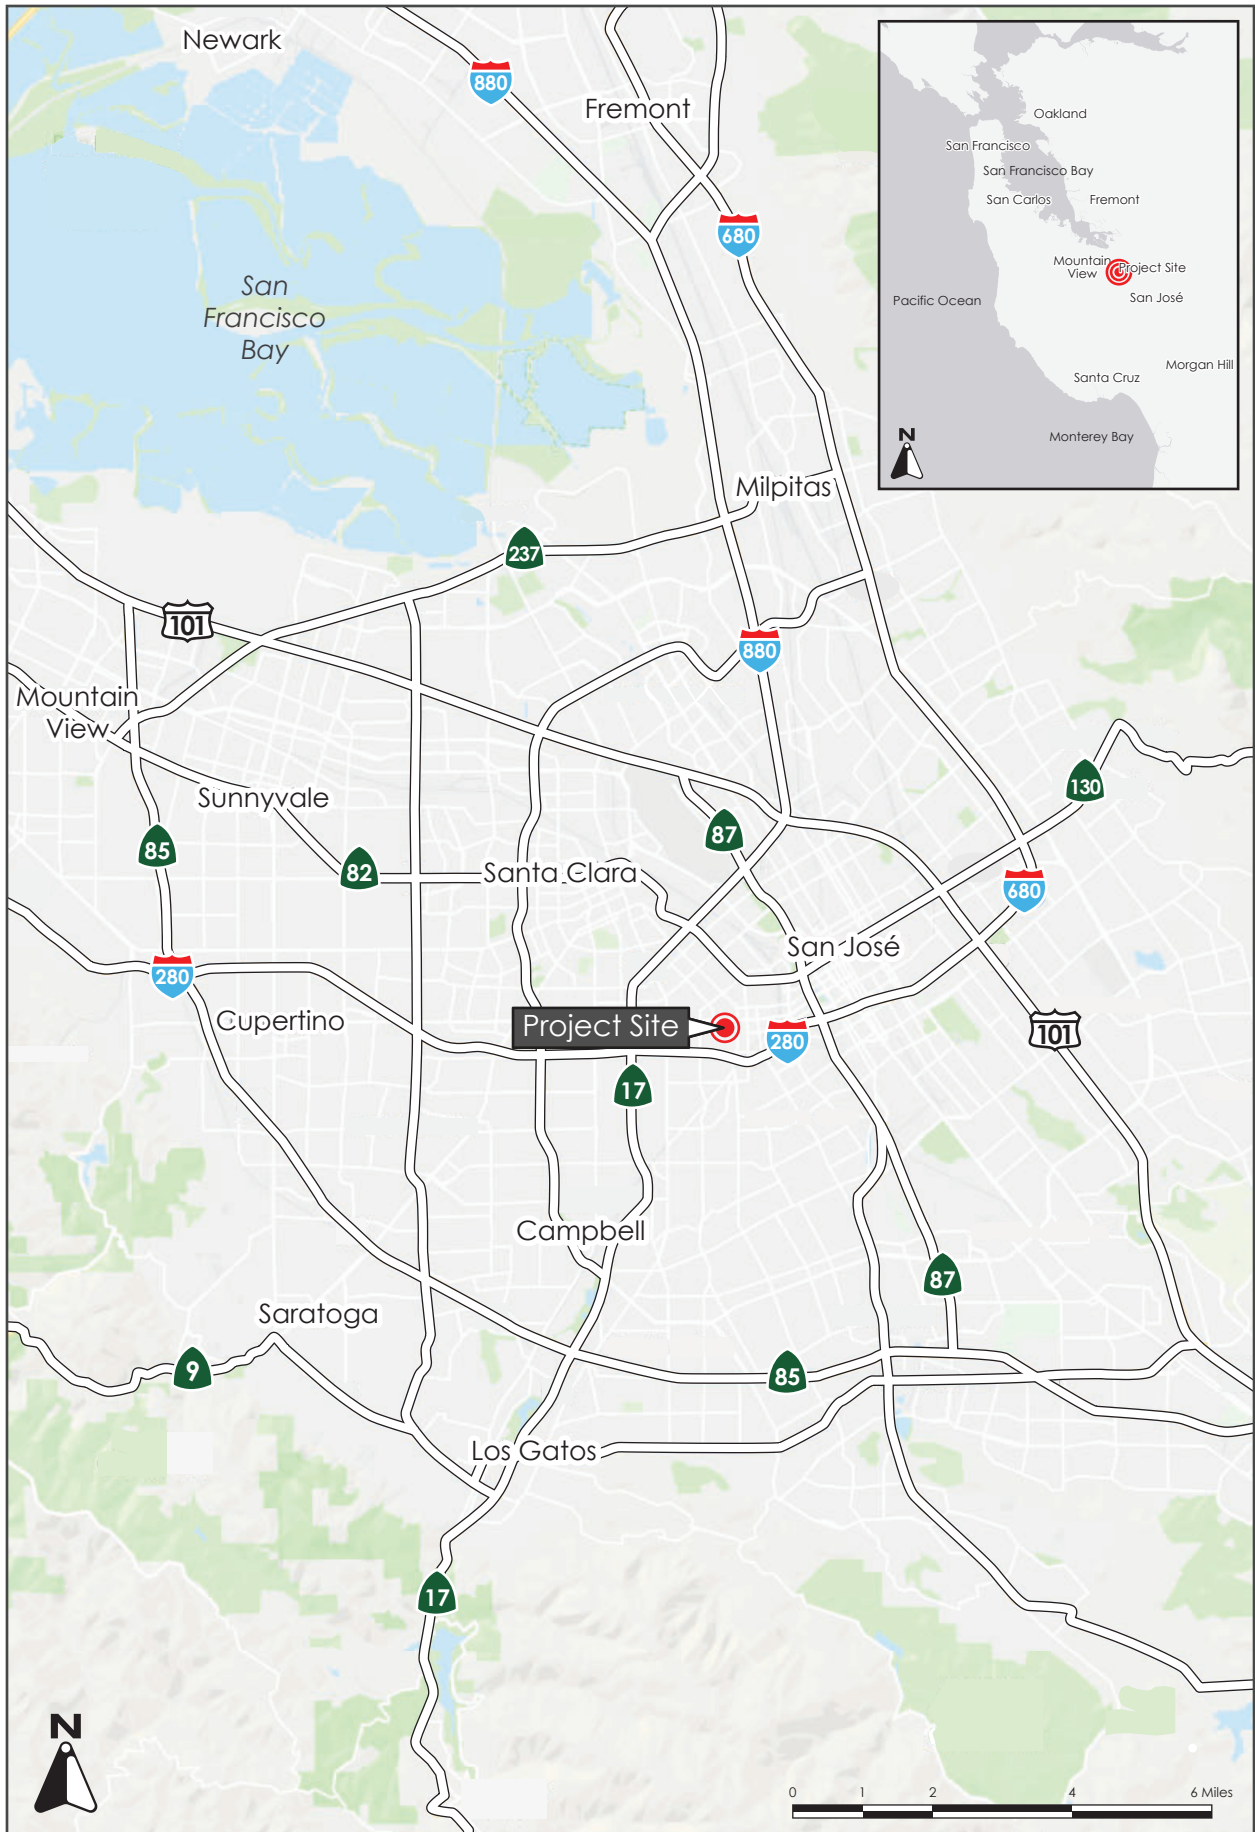 Newark
880
Fremont
680
San
Francisco
Bay
Oakland
San Francisco
San Francisco Bay
San Carlos
Fremont
Mountain
View
Project Site
San José
Pacific Ocean
Morgan Hill
Santa Cruz
Monterey Bay
N
Milpitas
237
101
880
Mountain
View
130
Sunnyvale
87
85
82
Santa Clara
680
San José
280
Cupertino
Project Site
280
101
17
Campbell
87
Saratoga
9
85
Los Gatos
17
N
0 1 2 4 6 Miles